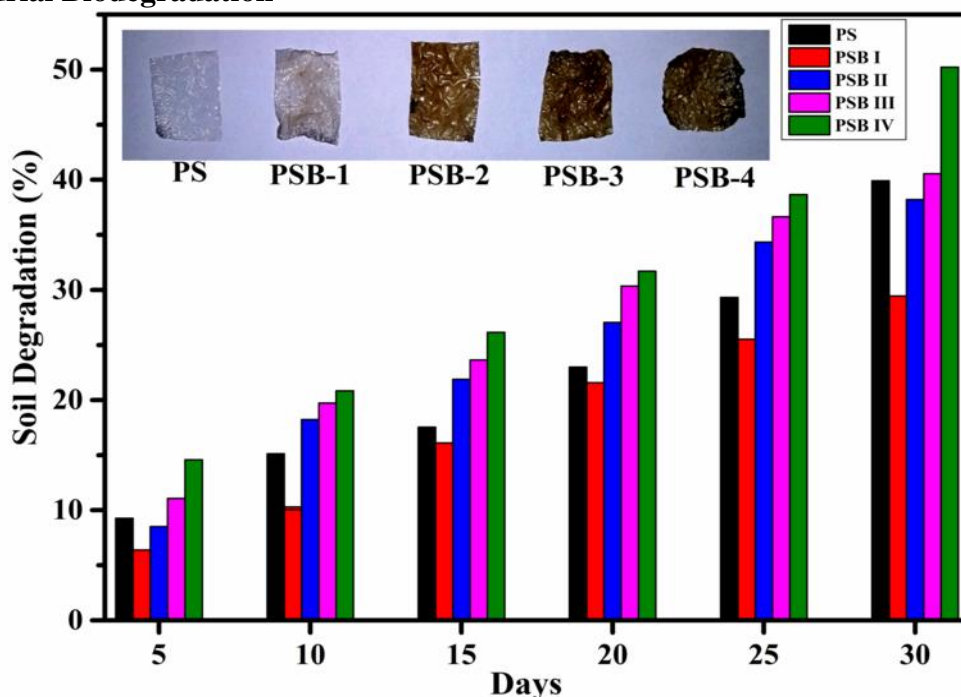 Biodegradation
50
40
30
20
10
0
Soil Degradation (%)
PS
PSB I
PSB II
PSB III
PSB IV
PS PSB-1 PSB-2 PSB-3 PSB-4
5 10 15 20 25 30
Days